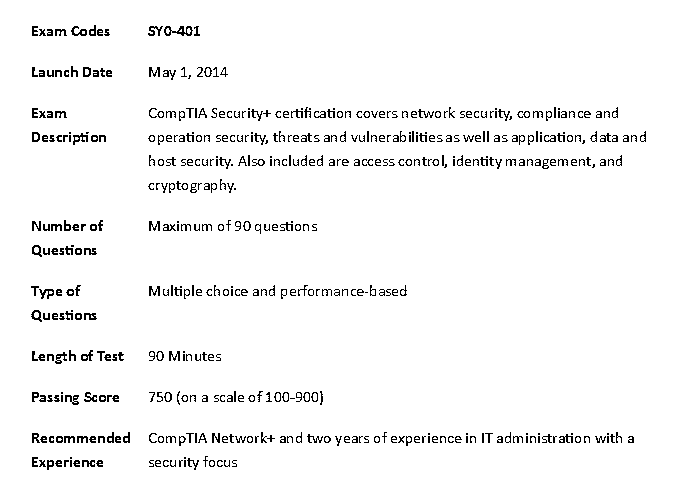 Exam Codes SY0-401
Launch Date May 1, 2014
Exam Description CompTIA Security+ certification covers network security, compliance and
operation security, threats and vulnerabilities as well as application, data and
host security. Also included are access control, identity management, and
cryptography.
Number of Questions Maximum of 90 questions
Type of Questions Multiple choice and performance-based
Length of Test 90 Minutes
Passing Score 750 (on a scale of 100-900)
Recommended Experience CompTIA Network+ and two years of experience in IT administration with a
security focus